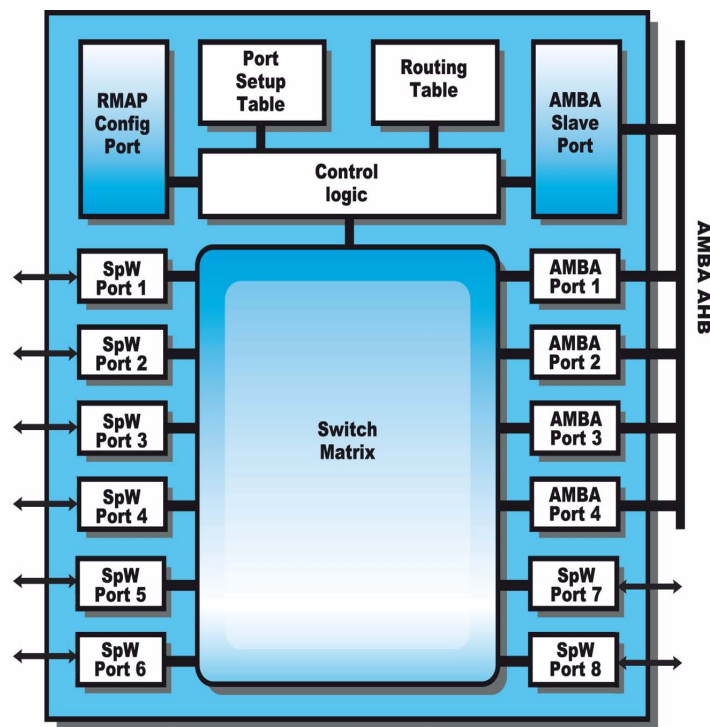 RMAP
Config
Port
Port
Setup
Table
Routing
Table
AMBA
Slave
Port
Control
logic
SpW
Port 1
SpW
Port 2
SpW
Port 3
SpW
Port 4
SpW
Port 5
SpW
Port 6
Switch
Matrix
AMBA
Port 1
AMBA
Port 2
AMBA
Port 3
AMBA
Port 4
SpW
Port 7
SpW
Port 8
AMBA AHB